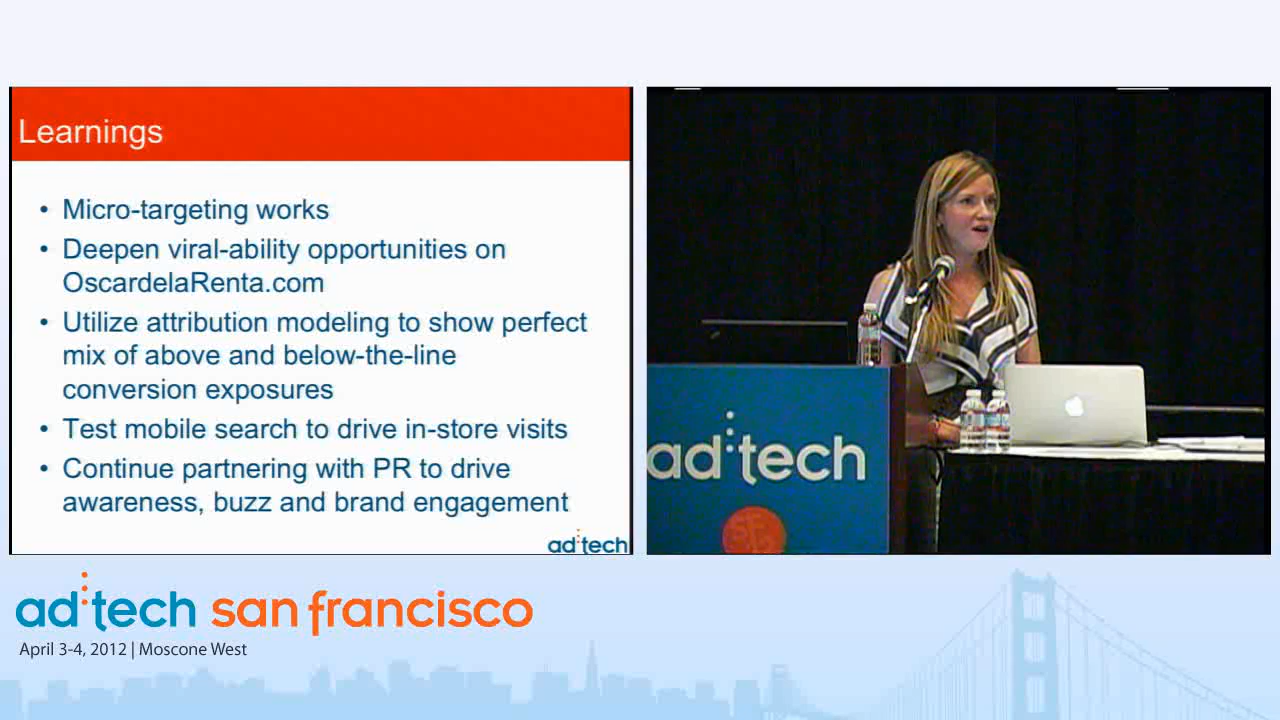 Learnings
• Micro-targeting works
• Deepen viral-ability opportunities on
OscardelaRenta.com
• Utilize attribution modeling to show perfect
mix of above and below-the-line
conversion exposures
• Test mobile search to drive in-store visits
• Continue partnering with PR to drive
awareness, buzz and brand engagement
ad:tech
ad:tech
SF
ad:tech san francisco
April 3-4, 2012 | Moscone West